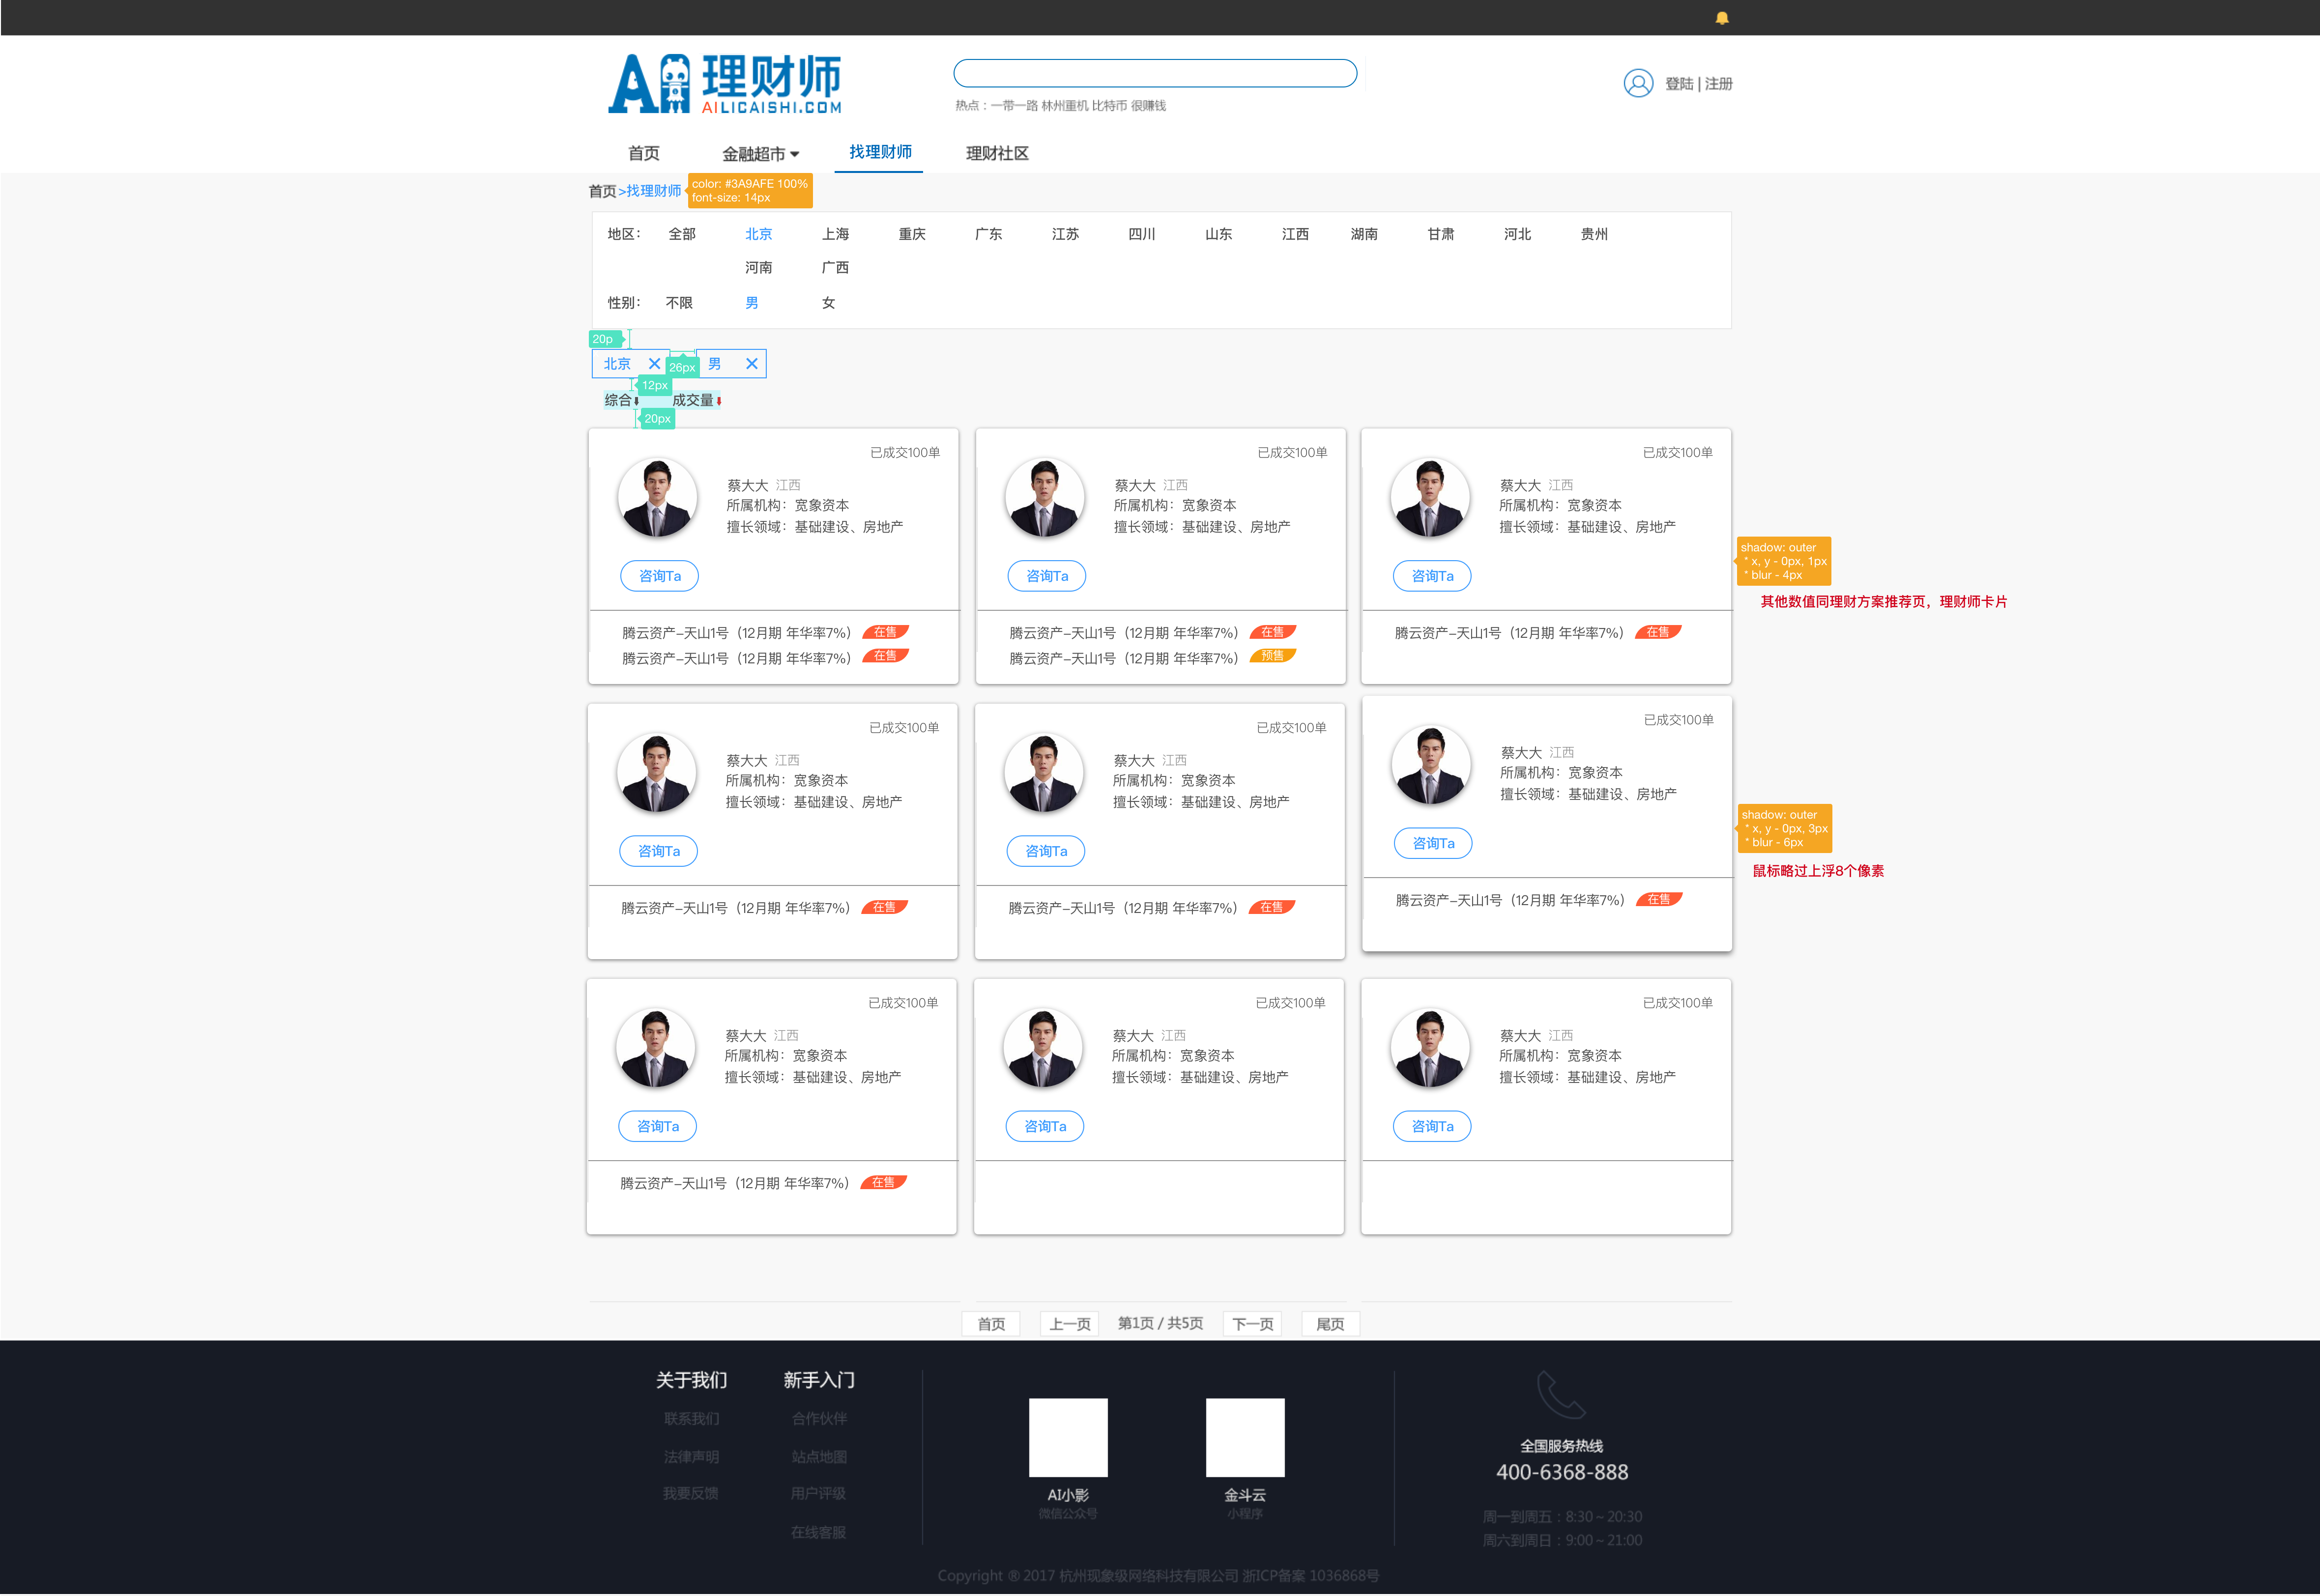 AI理财师
AILICAISHI.COM
热点：一带一路 林州重机 比特币 很赚钱
登陆 | 注册
首页 金融超市 找理财师 理财社区
首页>找理财师
color: #3A9AFE 100%
font-size: 14px
地区： 全部 北京 上海 重庆 广东 江苏 四川 山东 江西 湖南 甘肃 河北 贵州
河南 广西
性别： 不限 男 女
20p
北京 26px 男
12px
综合 成交量
20px
已成交100单
蔡大大 江西
所属机构：宽象资本
擅长领域：基础建设、房地产
咨询Ta
腾云资产-天山1号（12月期 年华率7%） 在售
腾云资产-天山1号（12月期 年华率7%） 在售
已成交100单
蔡大大 江西
所属机构：宽象资本
擅长领域：基础建设、房地产
咨询Ta
腾云资产-天山1号（12月期 年华率7%） 在售
腾云资产-天山1号（12月期 年华率7%） 预售
已成交100单
蔡大大 江西
所属机构：宽象资本
擅长领域：基础建设、房地产
咨询Ta
腾云资产-天山1号（12月期 年华率7%） 在售
shadow: outer
* x, y - 0px, 1px
* blur - 4px
其他数值同理财方案推荐页，理财师卡片
已成交100单
蔡大大 江西
所属机构：宽象资本
擅长领域：基础建设、房地产
咨询Ta
腾云资产-天山1号（12月期 年华率7%） 在售
已成交100单
蔡大大 江西
所属机构：宽象资本
擅长领域：基础建设、房地产
咨询Ta
腾云资产-天山1号（12月期 年华率7%） 在售
已成交100单
蔡大大 江西
所属机构：宽象资本
擅长领域：基础建设、房地产
咨询Ta
腾云资产-天山1号（12月期 年华率7%） 在售
shadow: outer
* x, y - 0px, 3px
* blur - 6px
鼠标略过上浮8个像素
已成交100单
蔡大大 江西
所属机构：宽象资本
擅长领域：基础建设、房地产
咨询Ta
腾云资产-天山1号（12月期 年华率7%） 在售
已成交100单
蔡大大 江西
所属机构：宽象资本
擅长领域：基础建设、房地产
咨询Ta
已成交100单
蔡大大 江西
所属机构：宽象资本
擅长领域：基础建设、房地产
咨询Ta
首页 上一页 第1页 / 共5页 下一页 尾页
关于我们
联系我们
法律声明
我要反馈
新手入门
合作伙伴
站点地图
用户评级
在线客服
AI小影
微信公众号
金斗云
小程序
全国服务热线
400-6368-888
周一到周五：8:30 ~ 20:30
周六到周日：9:00 ~ 21:00
Copyright ® 2017 杭州现象级网络科技有限公司 浙ICP备案 1036868号